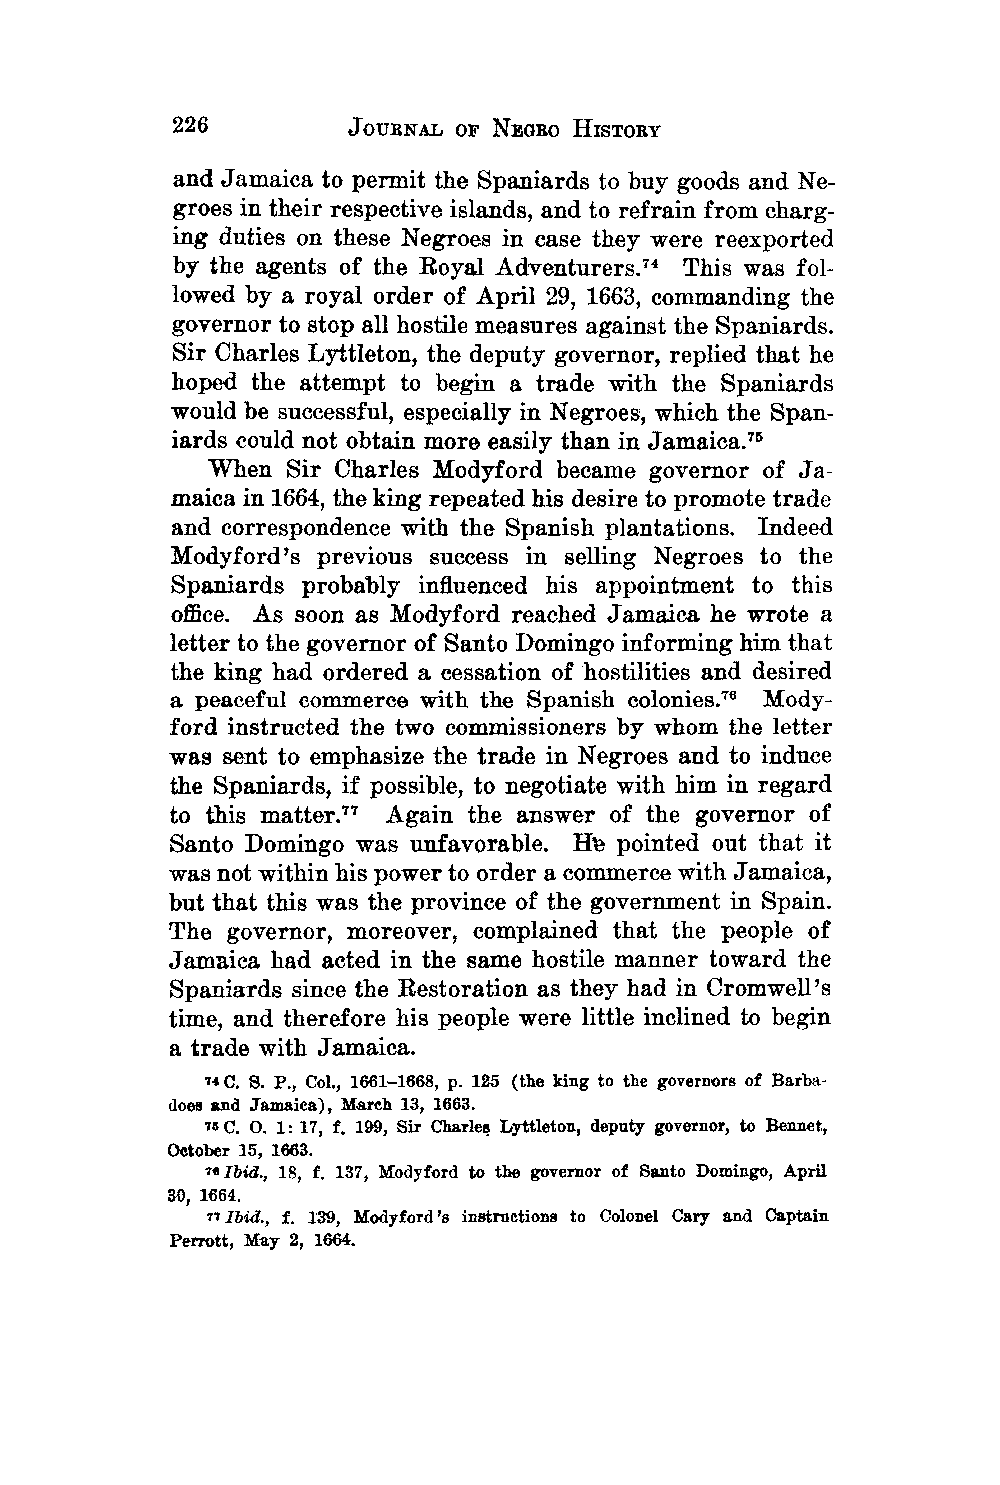 226 JOURNAL OF NEGRO HISTORY
and Jamaica to permit the Spaniards to buy goods and Ne-
groes in their respective islands, and to refrain from charg-
ing duties on these Negroes in case they were reexported
by the agents of the Royal Adventurers.⁷⁴ This was fol-
lowed by a royal order of April 29, 1663, commanding the
governor to stop all hostile measures against the Spaniards.
Sir Charles Lyttleton, the deputy governor, replied that he
hoped the attempt to begin a trade with the Spaniards
would be successful, especially in Negroes, which the Span-
iards could not obtain more easily than in Jamaica.⁷⁵
When Sir Charles Modyford became governor of Ja-
maica in 1664, the king repeated his desire to promote trade
and correspondence with the Spanish plantations. Indeed
Modyford's previous success in selling Negroes to the
Spaniards probably influenced his appointment to this
office. As soon as Modyford reached Jamaica he wrote a
letter to the governor of Santo Domingo informing him that
the king had ordered a cessation of hostilities and desired
a peaceful commerce with the Spanish colonies.⁷⁶ Mody-
ford instructed the two commissioners by whom the letter
was sent to emphasize the trade in Negroes and to induce
the Spaniards, if possible, to negotiate with him in regard
to this matter.⁷⁷ Again the answer of the governor of
Santo Domingo was unfavorable. He pointed out that it
was not within his power to order a commerce with Jamaica,
but that this was the province of the government in Spain.
The governor, moreover, complained that the people of
Jamaica had acted in the same hostile manner toward the
Spaniards since the Restoration as they had in Cromwell's
time, and therefore his people were little inclined to begin
a trade with Jamaica.
⁷⁴ C. S. P., Col., 1661–1668, p. 125 (the king to the governors of Barba-
does and Jamaica), March 13, 1663.
⁷⁵ C. O. 1: 17, f. 199, Sir Charles Lyttleton, deputy governor, to Bennet,
October 15, 1663.
⁷⁶ Ibid., 18, f. 137, Modyford to the governor of Santo Domingo, April
30, 1664.
⁷⁷ Ibid., f. 139, Modyford's instructions to Colonel Cary and Captain
Perrott, May 2, 1664.